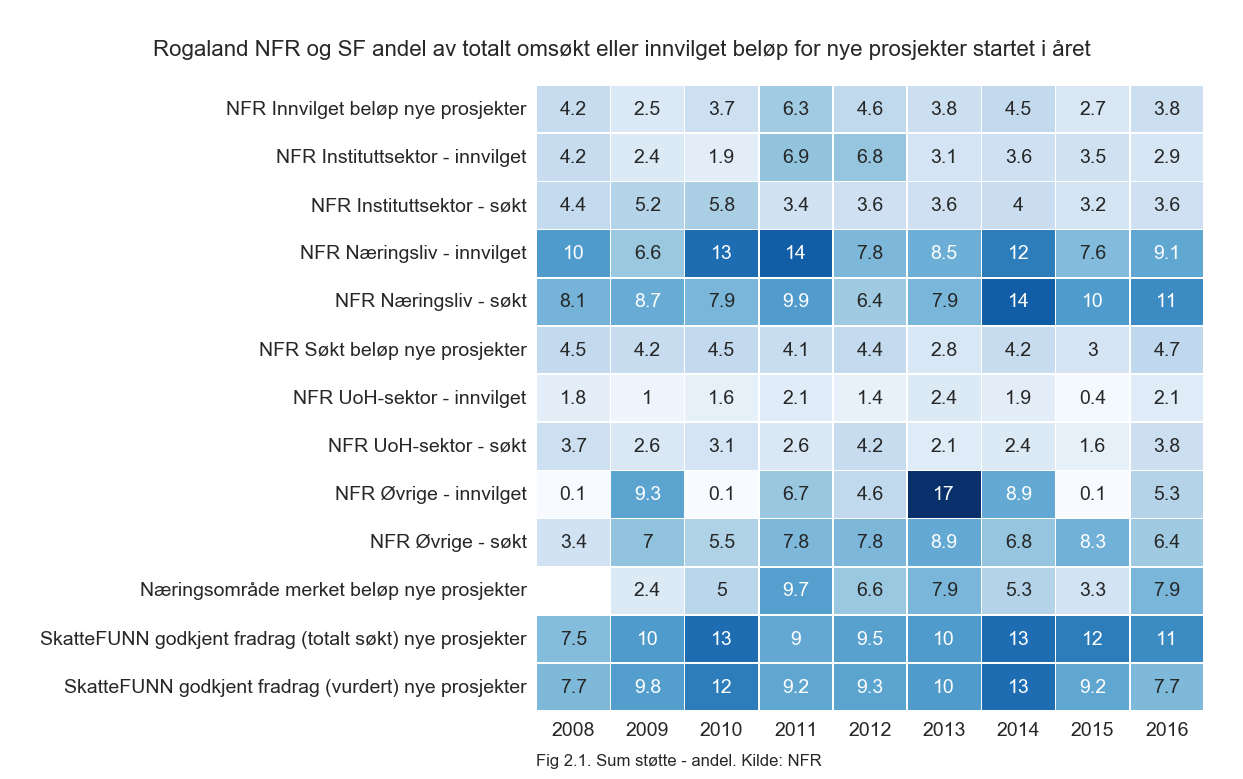 Rogaland NFR og SF andel av totalt omsøkt eller innvilget beløp for nye prosjekter startet i året
NFR Innvilget beløp nye prosjekter 4.2 2.5 3.7 6.3 4.6 3.8 4.5 2.7 3.8
NFR Instituttsektor - innvilget 4.2 2.4 1.9 6.9 6.8 3.1 3.6 3.5 2.9
NFR Instituttsektor - søkt 4.4 5.2 5.8 3.4 3.6 3.6 4 3.2 3.6
NFR Næringsliv - innvilget 10 6.6 13 14 7.8 8.5 12 7.6 9.1
NFR Næringsliv - søkt 8.1 8.7 7.9 9.9 6.4 7.9 14 10 11
NFR Søkt beløp nye prosjekter 4.5 4.2 4.5 4.1 4.4 2.8 4.2 3 4.7
NFR UoH-sektor - innvilget 1.8 1 1.6 2.1 1.4 2.4 1.9 0.4 2.1
NFR UoH-sektor - søkt 3.7 2.6 3.1 2.6 4.2 2.1 2.4 1.6 3.8
NFR Øvrige - innvilget 0.1 9.3 0.1 6.7 4.6 17 8.9 0.1 5.3
NFR Øvrige - søkt 3.4 7 5.5 7.8 7.8 8.9 6.8 8.3 6.4
Næringsområde merket beløp nye prosjekter 2.4 5 9.7 6.6 7.9 5.3 3.3 7.9
SkatteFUNN godkjent fradrag (totalt søkt) nye prosjekter 7.5 10 13 9 9.5 10 13 12 11
SkatteFUNN godkjent fradrag (vurdert) nye prosjekter 7.7 9.8 12 9.2 9.3 10 13 9.2 7.7
2008 2009 2010 2011 2012 2013 2014 2015 2016
Fig 2.1. Sum støtte - andel. Kilde: NFR